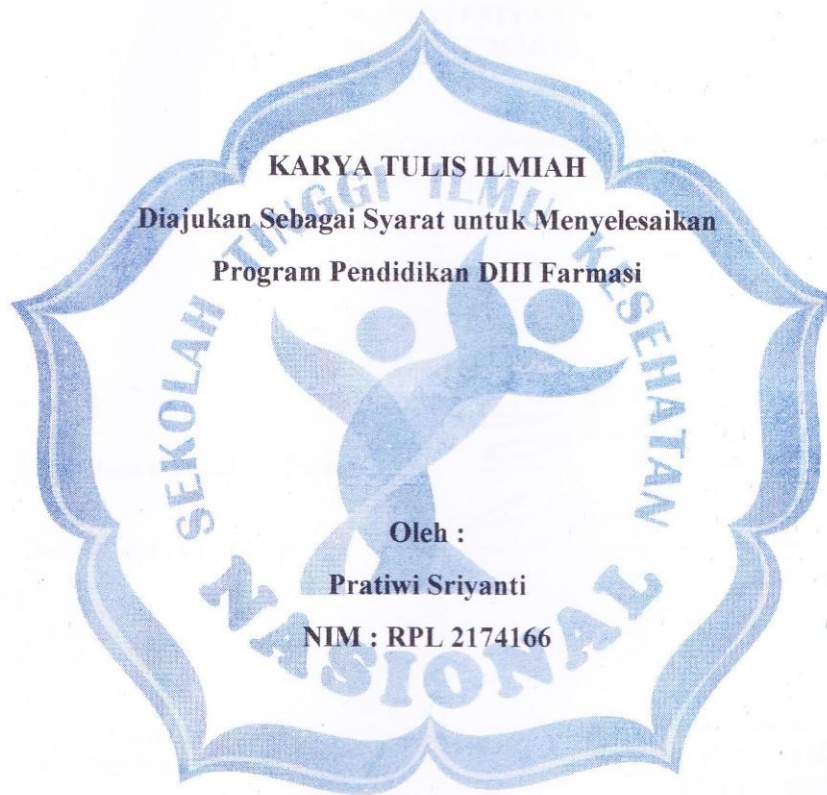 KARYA TULIS ILMIAH
Diajukan Sebagai Syarat untuk Menyelesaikan
Program Pendidikan DIII Farmasi
SEKOLAH TINGGI ILMU KESEHATAN
Oleh :
Pratiwi Sriyanti
NIM : RPL 2174166
NASIONAL